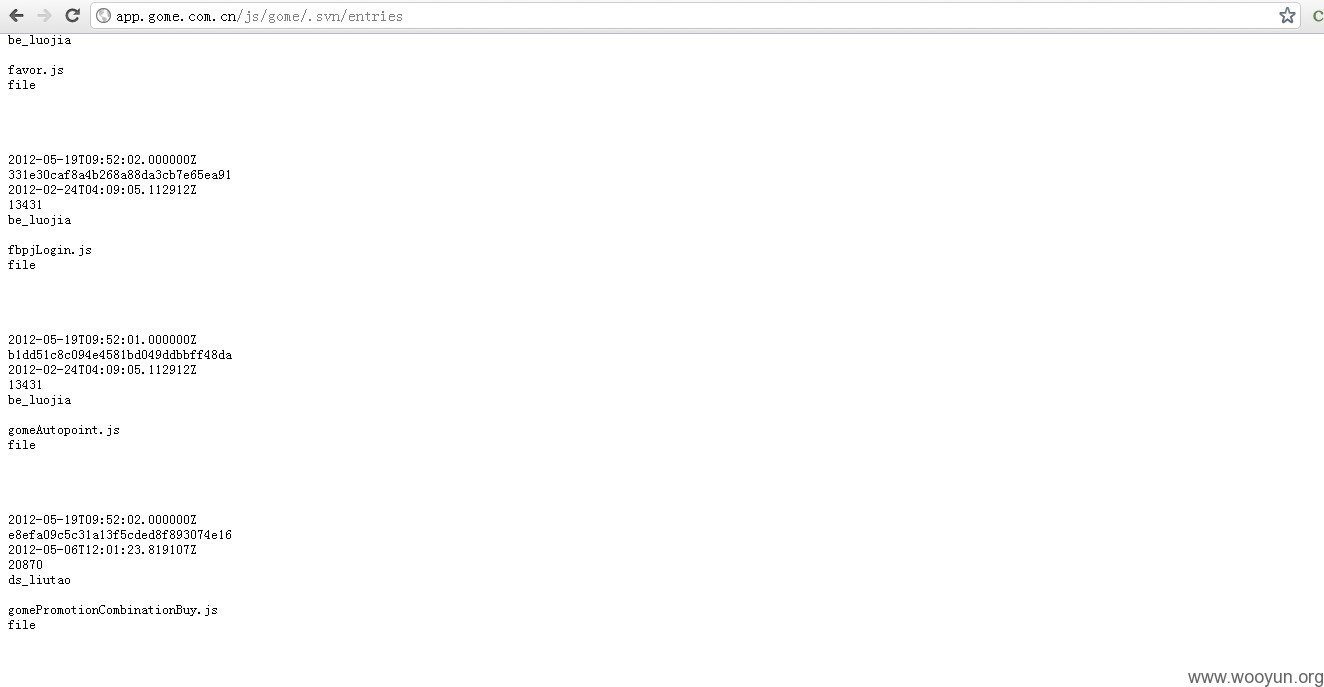 app.gome.com.cn/js/gome/.svn/entries
be_luojia
favor.js
file
2012-05-19T09:52:02.000000Z
331e30caf8a4b268a88da3cb7e65ea91
2012-02-24T04:09:05.112912Z
13431
be_luojia
fbpjLogin.js
file
2012-05-19T09:52:01.000000Z
b1dd51c8c094e4581bd049ddbbff48da
2012-02-24T04:09:05.112912Z
13431
be_luojia
gomeAutopoint.js
file
2012-05-19T09:52:02.000000Z
e8efa09c5c31a13f5cded8f893074e16
2012-05-06T12:01:23.819107Z
20870
ds_liutao
gomePromotionCombinationBuy.js
file
www.wooyun.org